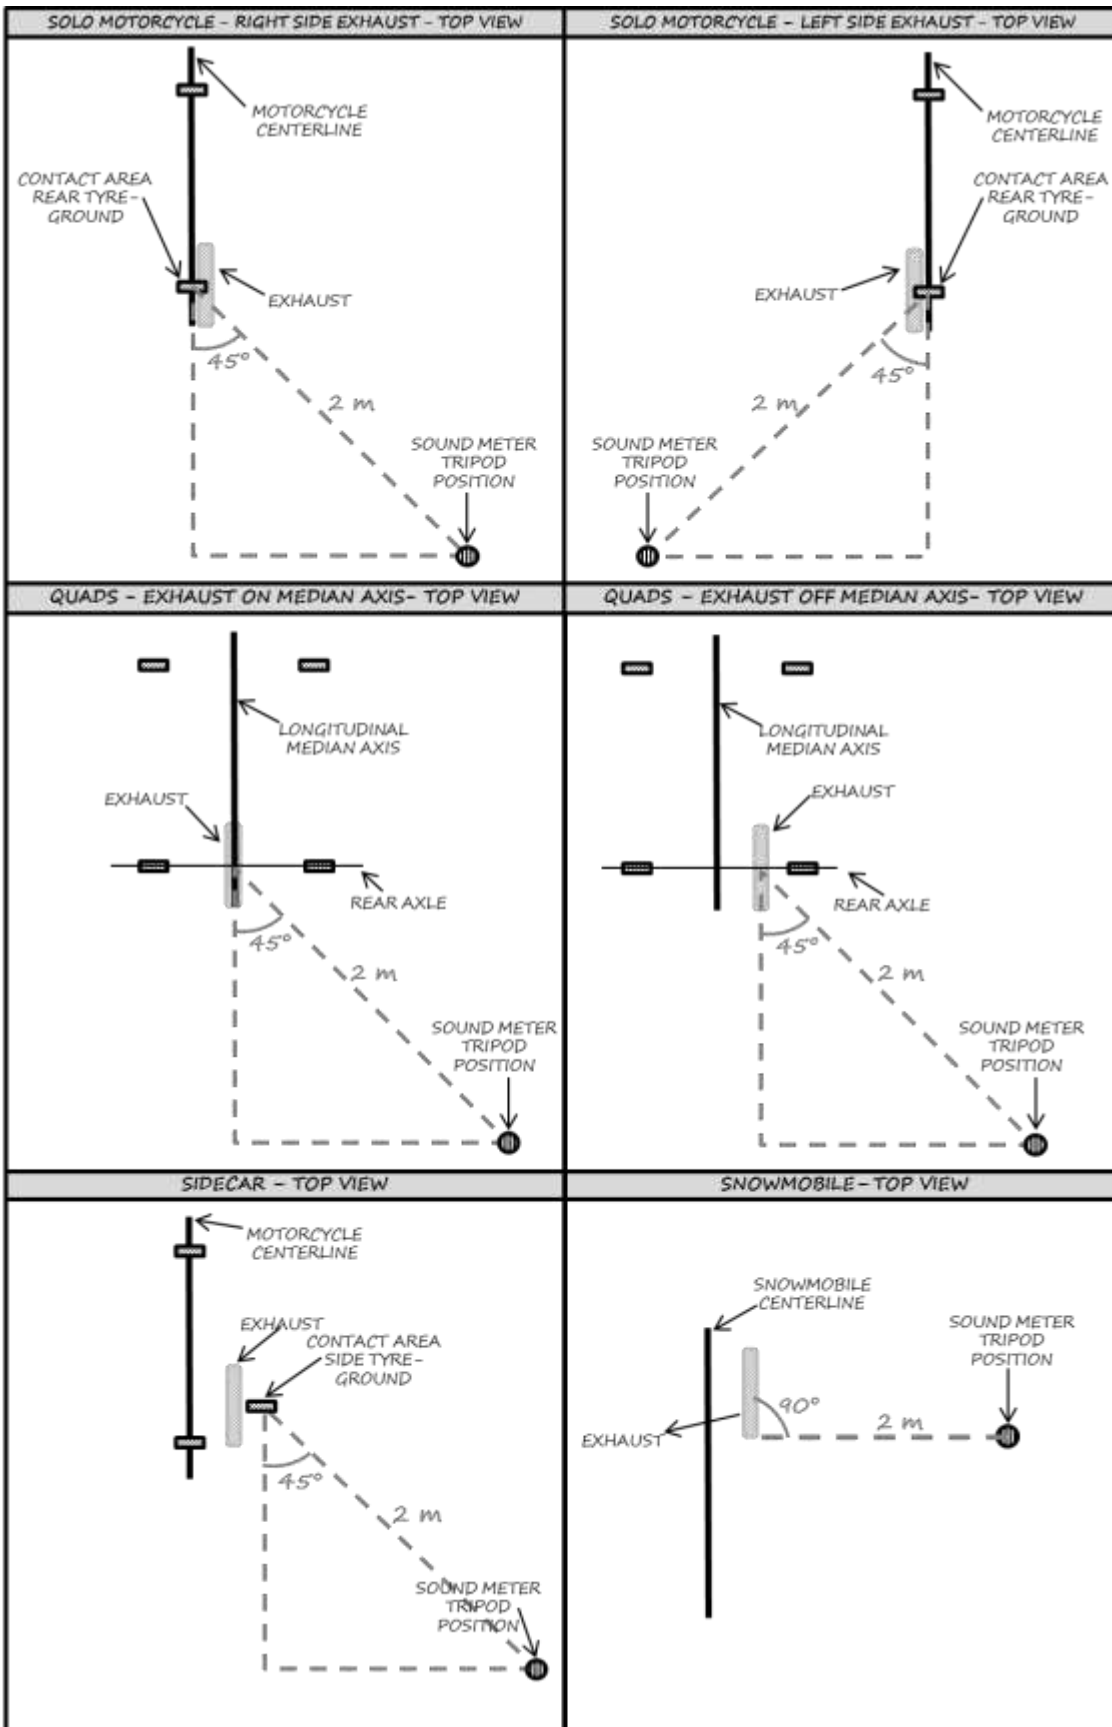 SOLO MOTORCYCLE - RIGHT SIDE EXHAUST - TOP VIEW
MOTORCYCLE
CENTERLINE
CONTACT AREA
REAR TYRE-
GROUND
EXHAUST
45°
2 m
SOUND METER
TRIPOD
POSITION
SOLO MOTORCYCLE - LEFT SIDE EXHAUST - TOP VIEW
MOTORCYCLE
CENTERLINE
CONTACT AREA
REAR TYRE-
GROUND
EXHAUST
45°
2 m
SOUND METER
TRIPOD
POSITION
QUADS - EXHAUST ON MEDIAN AXIS- TOP VIEW
LONGITUDINAL
MEDIAN AXIS
EXHAUST
REAR AXLE
45°
2 m
SOUND METER
TRIPOD
POSITION
QUADS - EXHAUST OFF MEDIAN AXIS- TOP VIEW
LONGITUDINAL
MEDIAN AXIS
EXHAUST
REAR AXLE
45°
2 m
SOUND METER
TRIPOD
POSITION
SIDECAR - TOP VIEW
MOTORCYCLE
CENTERLINE
EXHAUST
CONTACT AREA
SIDE TYRE-
GROUND
45°
2 m
SOUND METER
TRIPOD
POSITION
SNOWMOBILE-TOP VIEW
SNOWMOBILE
CENTERLINE
SOUND METER
TRIPOD
POSITION
90°
2 m
EXHAUST